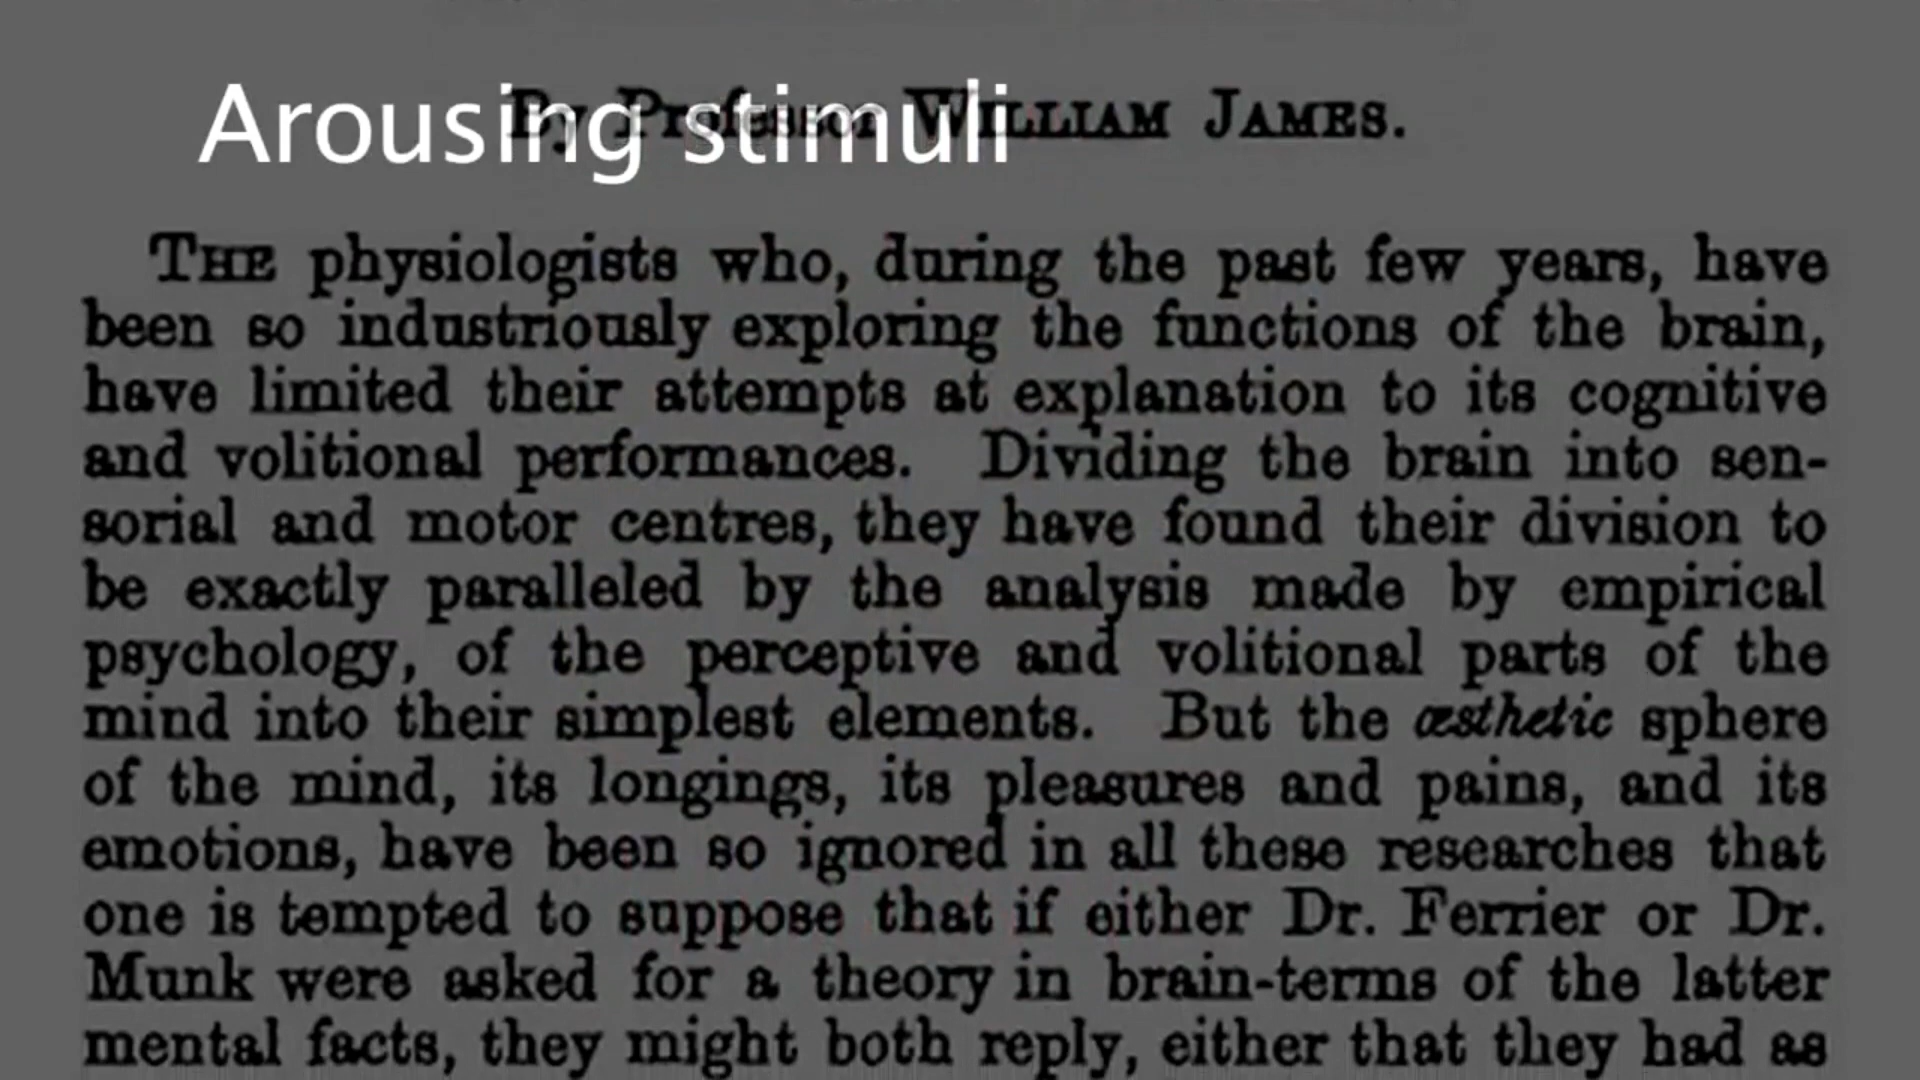 Arousing stimuli
By Professor WILLIAM JAMES.
THE physiologists who, during the past few years, have
been so industriously exploring the functions of the brain,
have limited their attempts at explanation to its cognitive
and volitional performances. Dividing the brain into sen-
sorial and motor centres, they have found their division to
be exactly paralleled by the analysis made by empirical
psychology, of the perceptive and volitional parts of the
mind into their simplest elements. But the æsthetic sphere
of the mind, its longings, its pleasures and pains, and its
emotions, have been so ignored in all these researches that
one is tempted to suppose that if either Dr. Ferrier or Dr.
Munk were asked for a theory in brain-terms of the latter
mental facts, they might both reply, either that they had as